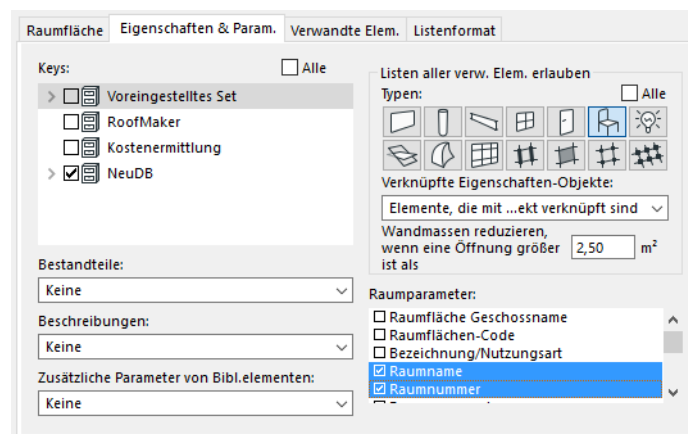 Raumfläche
Eigenschaften & Param.
Verwandte Elem.
Listenformat
Keys:
Alle
Voreingestelltes Set
RoofMaker
Kostenermittlung
NeuDB
Bestandteile:
Keine
Beschreibungen:
Keine
Zusätzliche Parameter von Bibl.elementen:
Keine
Listen aller verw. Elem. erlauben
Typen:
Alle
Verknüpfte Eigenschaften-Objekte:
Elemente, die mit ...ekt verknüpft sind
Wandmassen reduzieren,
wenn eine Öffnung größer
2,50 m²
ist als
Raumparameter:
Raumfläche Geschossname
Raumflächen-Code
Bezeichnung/Nutzungsart
Raumname
Raumnummer